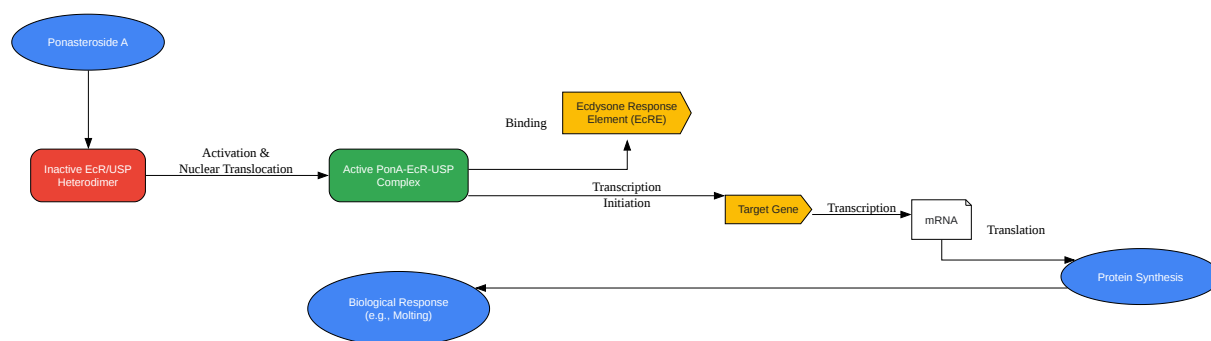 Ponasteroside A
Inactive EcR/USP
Heterodimer
Activation &
Nuclear Translocation
Active PonA-EcR-USP
Complex
Binding
Ecdysone Response
Element (EcRE)
Transcription
Initiation
Target Gene
Transcription
mRNA
Translation
Protein Synthesis
Biological Response
(e.g., Molting)